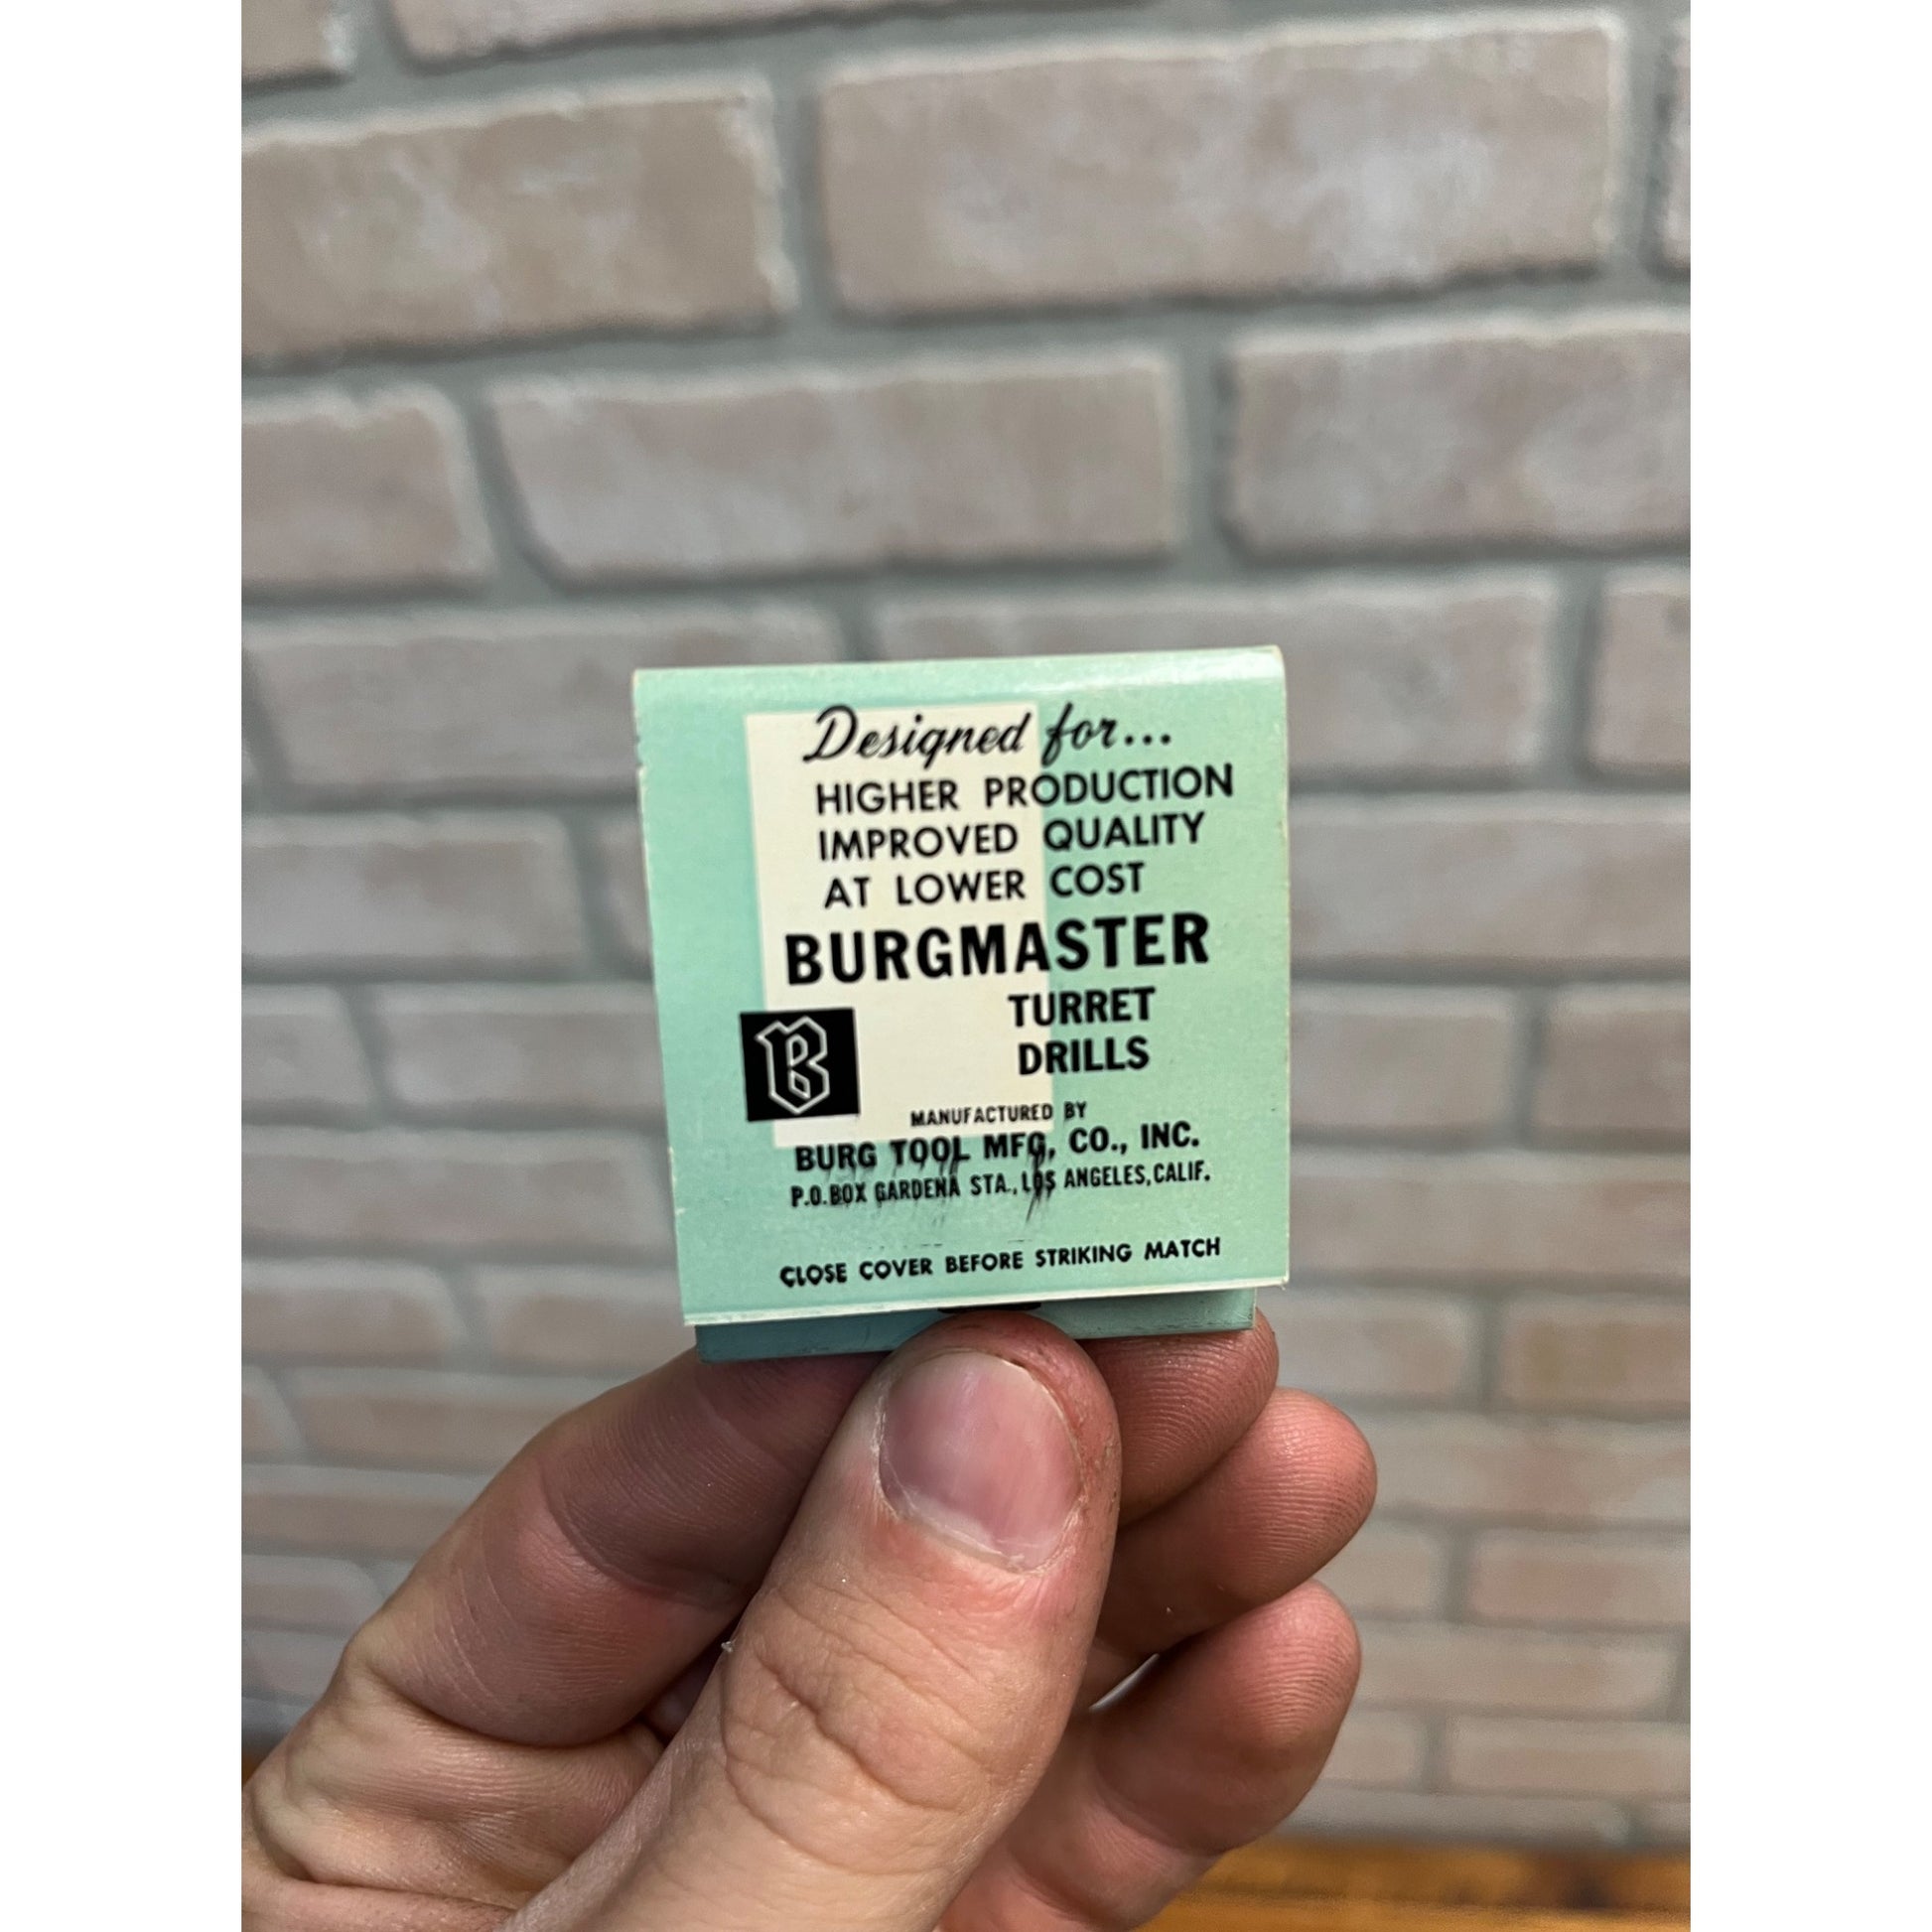 Designed for...
HIGHER PRODUCTION
IMPROVED QUALITY
AT LOWER COST
BURGMASTER
TURRET
DRILLS
B
MANUFACTURED BY
BURG TOOL MFG, CO., INC.
P.O. BOX GARDENA STA., LOS ANGELES, CALIF.
CLOSE COVER BEFORE STRIKING MATCH